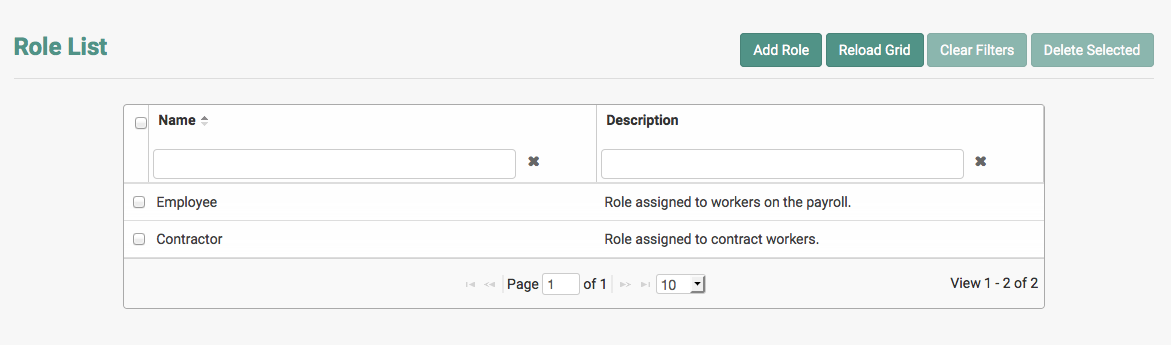 Role List
Add Role Reload Grid Clear Filters Delete Selected
Name Description
Employee Role assigned to workers on the payroll.
Contractor Role assigned to contract workers.
Page 1 of 1 10 View 1 - 2 of 2